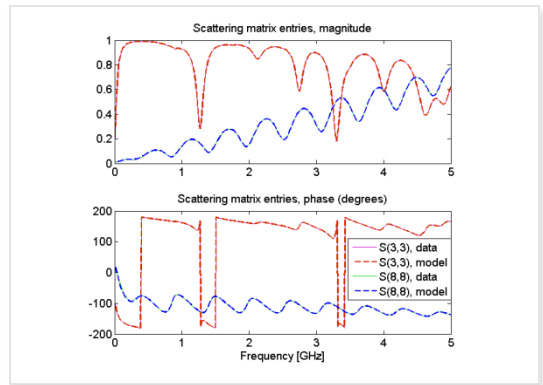 Scattering matrix entries, magnitude
1
0.8
0.6
0.4
0.2
0
0 1 2 3 4 5
Scattering matrix entries, phase (degrees)
200
100
0
-100
-200
S(3,3), data
S(3,3), model
S(8,8), data
S(8,8), model
0 1 2 3 4 5
Frequency [GHz]